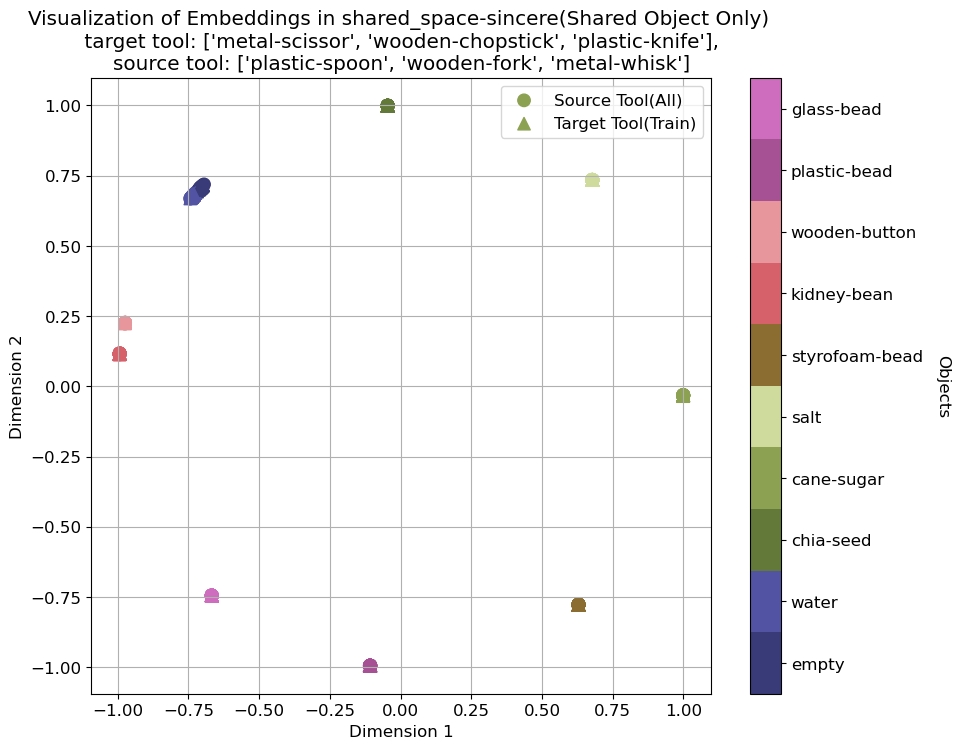 Visualization of Embeddings in shared_space-sincere(Shared Object Only)
target tool: ['metal-scissor', 'wooden-chopstick', 'plastic-knife'],
source tool: ['plastic-spoon', 'wooden-fork', 'metal-whisk']
Source Tool(All)
Target Tool(Train)
1.00
0.75
0.50
0.25
0.00
−0.25
−0.50
−0.75
−1.00
Dimension 2
−1.00 −0.75 −0.50 −0.25 0.00 0.25 0.50 0.75 1.00
Dimension 1
glass-bead
plastic-bead
wooden-button
kidney-bean
styrofoam-bead
salt
cane-sugar
chia-seed
water
empty
Objects